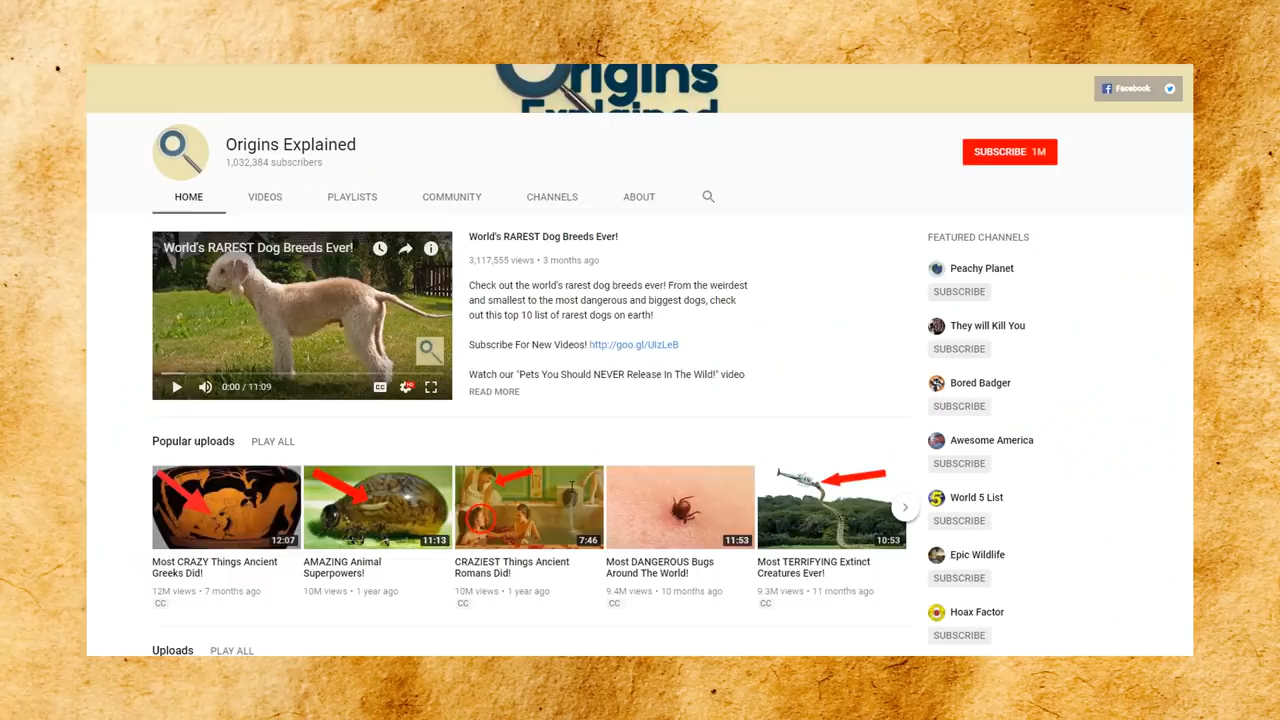 Origins
Explained
Facebook
Origins Explained
1,032,384 subscribers
SUBSCRIBE 1M
HOME
VIDEOS
PLAYLISTS
COMMUNITY
CHANNELS
ABOUT
World's RAREST Dog Breeds Ever!
0:00 / 11:09
CC
HD
World's RAREST Dog Breeds Ever!
3,117,555 views • 3 months ago
Check out the world's rarest dog breeds ever! From the weirdest
and smallest to the most dangerous and biggest dogs, check
out this top 10 list of rarest dogs on earth!
Subscribe For New Videos! http://goo.gl/UIzLeB
Watch our "Pets You Should NEVER Release In The Wild!" video
READ MORE
Popular uploads PLAY ALL
12:07
Most CRAZY Things Ancient
Greeks Did!
12M views • 7 months ago
CC
11:13
AMAZING Animal
Superpowers!
10M views • 1 year ago
7:46
CRAZIEST Things Ancient
Romans Did!
10M views • 1 year ago
CC
11:53
Most DANGEROUS Bugs
Around The World!
9.4M views • 10 months ago
CC
10:53
Most TERRIFYING Extinct
Creatures Ever!
9.3M views • 11 months ago
CC
Uploads PLAY ALL
FEATURED CHANNELS
Peachy Planet
SUBSCRIBE
They will Kill You
SUBSCRIBE
Bored Badger
SUBSCRIBE
Awesome America
SUBSCRIBE
5
World 5 List
SUBSCRIBE
Epic Wildlife
SUBSCRIBE
Hoax Factor
SUBSCRIBE